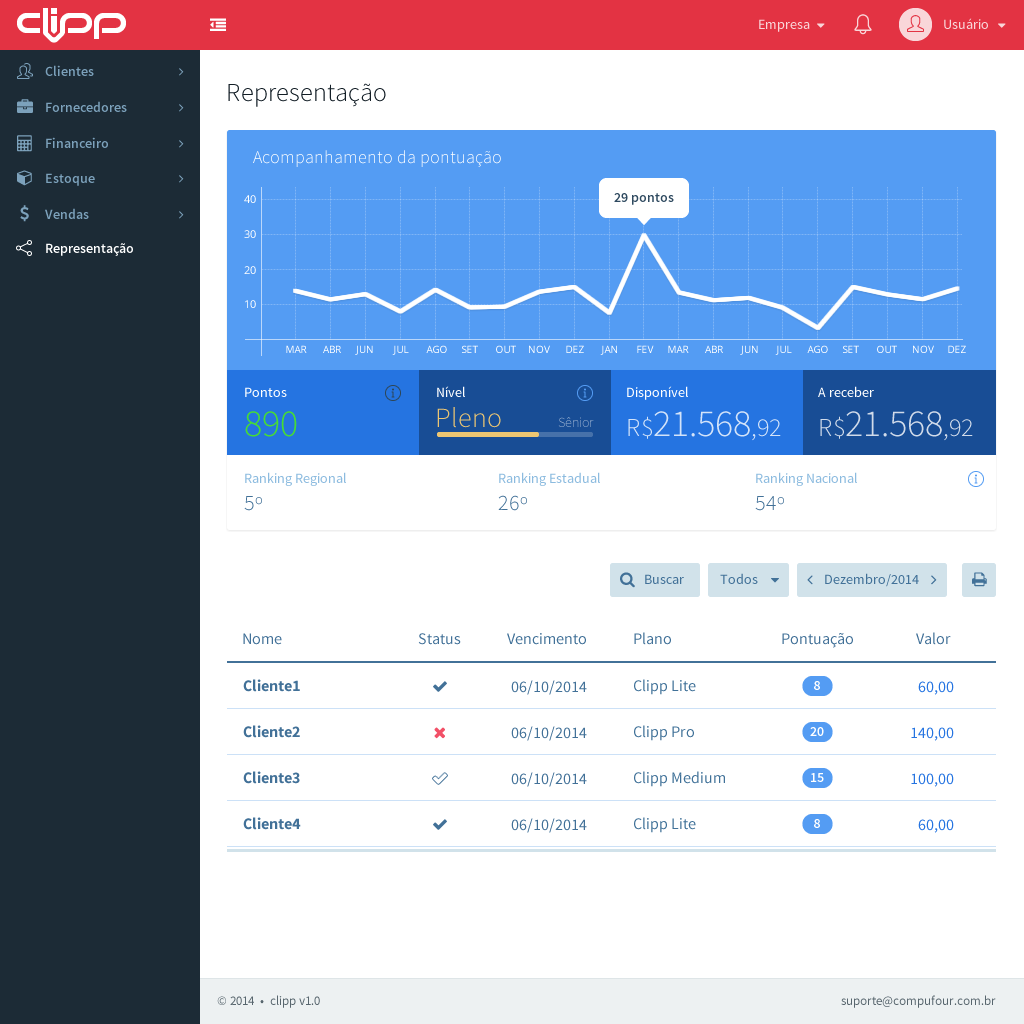 clipp
Empresa
Usuário
Clientes
Fornecedores
Financeiro
Estoque
Vendas
Representação
Representação
Acompanhamento da pontuação
29 pontos
40
30
20
10
MAR ABR JUN JUL AGO SET OUT NOV DEZ JAN FEV MAR ABR JUN JUL AGO SET OUT NOV DEZ
Pontos
890
Nível
Pleno
Sênior
Disponível
R$21.568,92
A receber
R$21.568,92
Ranking Regional
5º
Ranking Estadual
26º
Ranking Nacional
54º
Buscar
Todos
Dezembro/2014
Nome Status Vencimento Plano Pontuação Valor
Cliente1 06/10/2014 Clipp Lite 8 60,00
Cliente2 06/10/2014 Clipp Pro 20 140,00
Cliente3 06/10/2014 Clipp Medium 15 100,00
Cliente4 06/10/2014 Clipp Lite 8 60,00
© 2014 • clipp v1.0
suporte@compufour.com.br